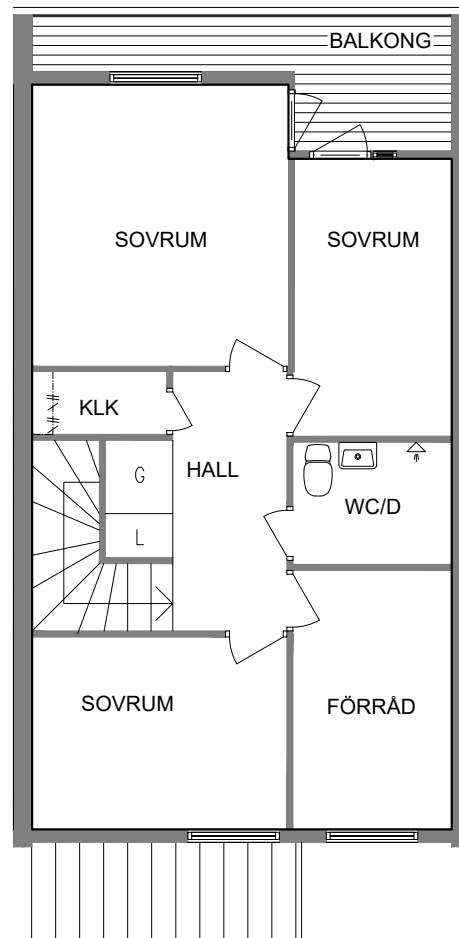 BALKONG
SOVRUM
SOVRUM
KLK
G
HALL
WC/D
L
SOVRUM
FÖRRÅD